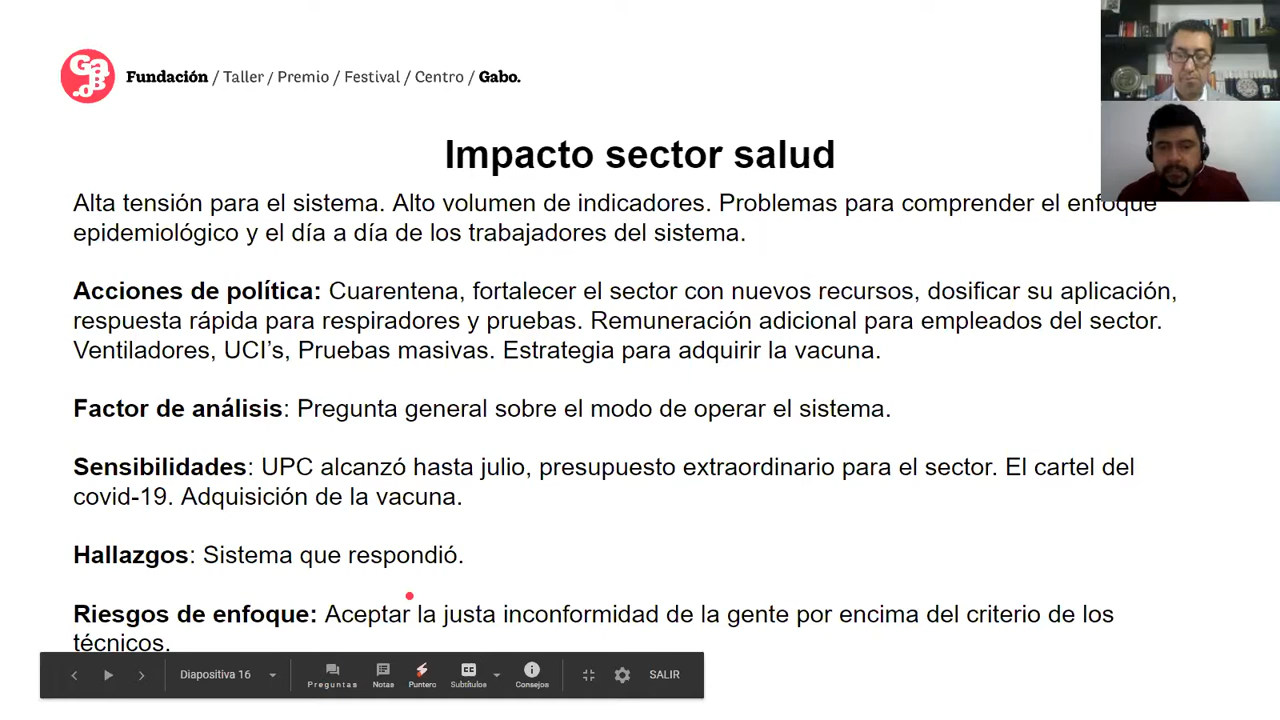 Gabo.
Fundación / Taller / Premio / Festival / Centro / Gabo.
Impacto sector salud
Alta tensión para el sistema. Alto volumen de indicadores. Problemas para comprender el enfoque
epidemiológico y el día a día de los trabajadores del sistema.
Acciones de política: Cuarentena, fortalecer el sector con nuevos recursos, dosificar su aplicación,
respuesta rápida para respiradores y pruebas. Remuneración adicional para empleados del sector.
Ventiladores, UCI’s, Pruebas masivas. Estrategia para adquirir la vacuna.
Factor de análisis: Pregunta general sobre el modo de operar el sistema.
Sensibilidades: UPC alcanzó hasta julio, presupuesto extraordinario para el sector. El cartel del
covid-19. Adquisición de la vacuna.
Hallazgos: Sistema que respondió.
Riesgos de enfoque: Aceptar la justa inconformidad de la gente por encima del criterio de los
técnicos.
Diapositiva 16 Preguntas Notas Puntero CC Subtítulos Consejos SALIR